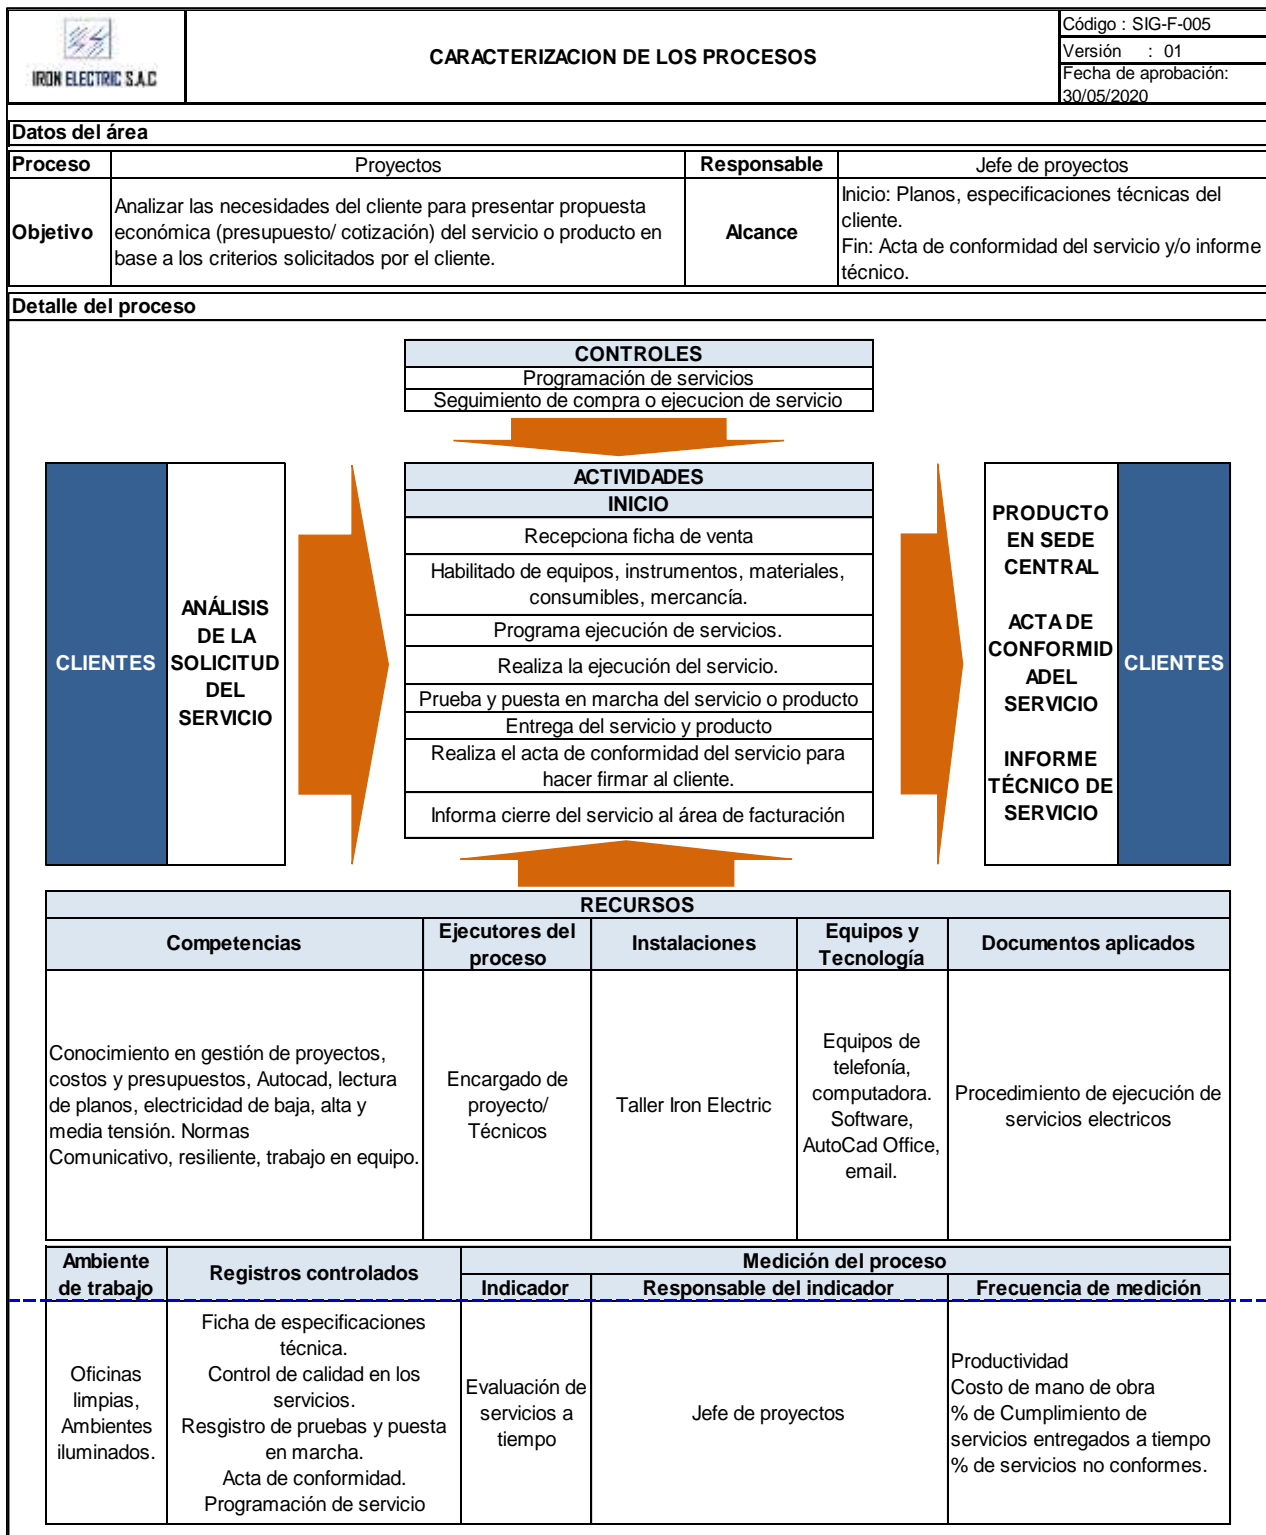 IRON ELECTRIC S.A.C
CARACTERIZACION DE LOS PROCESOS
Código : SIG-F-005
Versión : 01
Fecha de aprobación:
30/05/2020
Datos del área
Proceso
Proyectos
Responsable
Jefe de proyectos
Objetivo
Analizar las necesidades del cliente para presentar propuesta
económica (presupuesto/ cotización) del servicio o producto en
base a los criterios solicitados por el cliente.
Alcance
Inicio: Planos, especificaciones técnicas del
cliente.
Fin: Acta de conformidad del servicio y/o informe
técnico.
Detalle del proceso
CONTROLES
Programación de servicios
Seguimiento de compra o ejecucion de servicio
CLIENTES
ANÁLISIS
DE LA
SOLICITUD
DEL
SERVICIO
ACTIVIDADES
INICIO
Recepciona ficha de venta
Habilitado de equipos, instrumentos, materiales,
consumibles, mercancía.
Programa ejecución de servicios.
Realiza la ejecución del servicio.
Prueba y puesta en marcha del servicio o producto
Entrega del servicio y producto
Realiza el acta de conformidad del servicio para
hacer firmar al cliente.
Informa cierre del servicio al área de facturación
PRODUCTO
EN SEDE
CENTRAL
ACTA DE
CONFORMID
ADEL
SERVICIO
INFORME
TÉCNICO DE
SERVICIO
CLIENTES
RECURSOS
Competencias
Ejecutores del
proceso
Instalaciones
Equipos y
Tecnología
Documentos aplicados
Conocimiento en gestión de proyectos,
costos y presupuestos, Autocad, lectura
de planos, electricidad de baja, alta y
media tensión. Normas
Comunicativo, resiliente, trabajo en equipo.
Encargado de
proyecto/
Técnicos
Taller Iron Electric
Equipos de
telefonía,
computadora.
Software,
AutoCad Office,
email.
Procedimiento de ejecución de
servicios electricos
Ambiente
de trabajo
Registros controlados
Medición del proceso
Indicador
Responsable del indicador
Frecuencia de medición
Oficinas
limpias,
Ambientes
iluminados.
Ficha de especificaciones
técnica.
Control de calidad en los
servicios.
Resgistro de pruebas y puesta
en marcha.
Acta de conformidad.
Programación de servicio
Evaluación de
servicios a
tiempo
Jefe de proyectos
Productividad
Costo de mano de obra
% de Cumplimiento de
servicios entregados a tiempo
% de servicios no conformes.